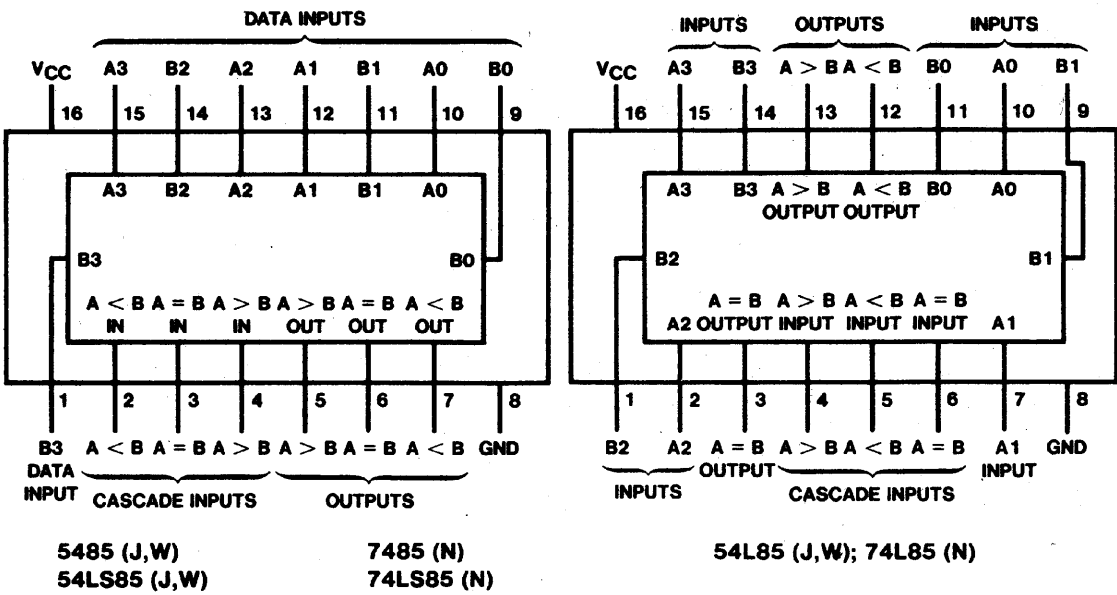 DATA INPUTS
VCC A3 B2 A2 A1 B1 A0 B0
16 15 14 13 12 11 10 9
A3 B2 A2 A1 B1 A0
B3 B0
A < B A = B A > B A > B A = B A < B
IN IN IN OUT OUT OUT
1 2 3 4 5 6 7 8
B3 A < B A = B A > B A > B A = B A < B GND
DATA INPUT
CASCADE INPUTS OUTPUTS
5485 (J,W) 7485 (N)
54LS85 (J,W) 74LS85 (N)
INPUTS OUTPUTS INPUTS
VCC A3 B3 A > B A < B B0 A0 B1
16 15 14 13 12 11 10 9
A3 B3 A > B A < B B0 A0
OUTPUT OUTPUT
B2 B1
A = B A > B A < B A = B
A2 OUTPUT INPUT INPUT INPUT A1
1 2 3 4 5 6 7 8
B2 A2 A = B A > B A < B A = B A1 GND
OUTPUT INPUT
INPUTS CASCADE INPUTS
54L85 (J,W); 74L85 (N)